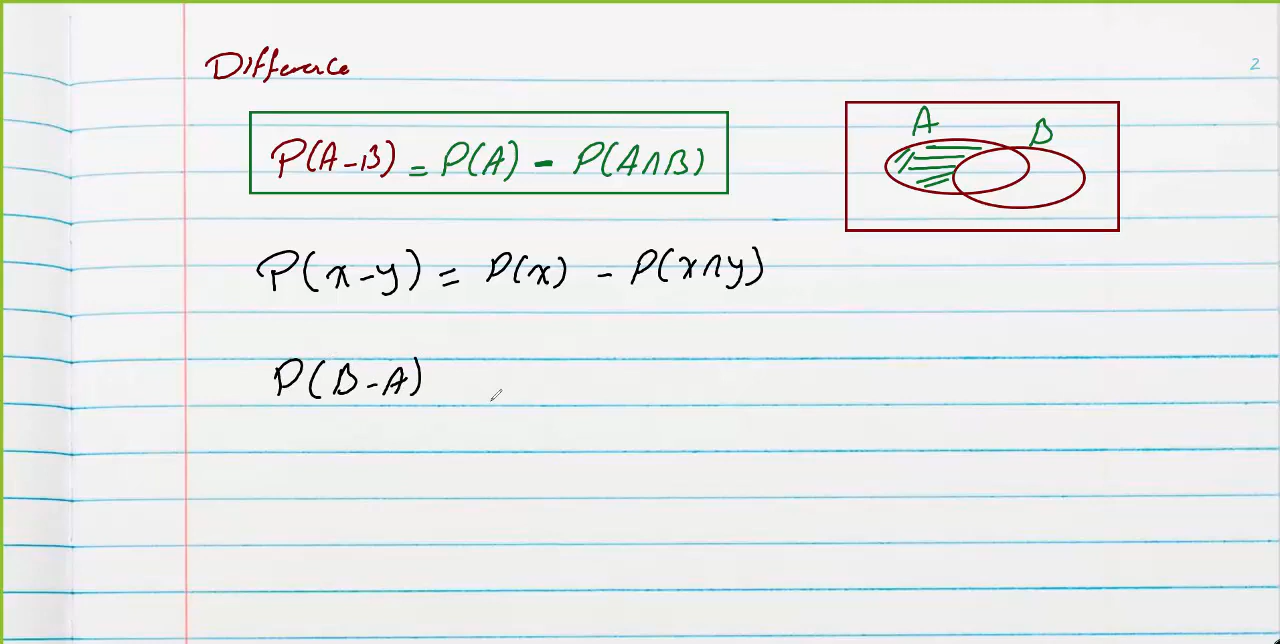 Difference
2
A
B
P(A-B) = P(A) - P(A∩B)
P(x-y) = P(x) - P(x∩y)
P(B-A)